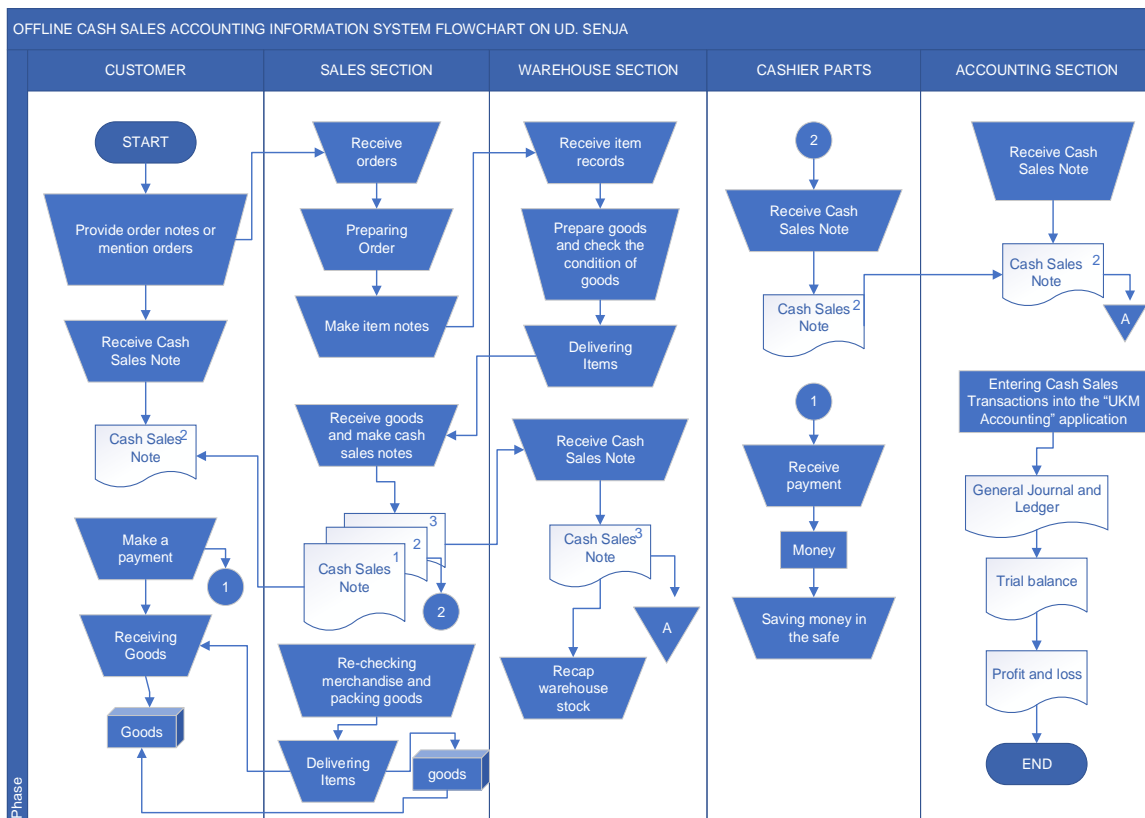 OFFLINE CASH SALES ACCOUNTING INFORMATION SYSTEM FLOWCHART ON UD. SENJA
Phase
CUSTOMER
START
Provide order notes or
mention orders
Receive Cash
Sales Note
Cash Sales 2
Note
Make a
payment
1
Receiving
Goods
Goods
SALES SECTION
Receive
orders
Preparing
Order
Make item notes
Receive goods
and make cash
sales notes
3
2
1
Cash Sales
Note
2
Re-checking
merchandise and
packing goods
Delivering
Items
goods
WAREHOUSE SECTION
Receive item
records
Prepare goods
and check the
condition of
goods
Delivering
Items
Receive Cash
Sales Note
Cash Sales 3
Note
A
Recap
warehouse
stock
CASHIER PARTS
2
Receive Cash
Sales Note
Cash Sales 2
Note
1
Receive
payment
Money
Saving money in
the safe
ACCOUNTING SECTION
Receive Cash
Sales Note
Cash Sales 2
Note
A
Entering Cash Sales
Transactions into the “UKM
Accounting” application
General Journal and
Ledger
Trial balance
Profit and loss
END